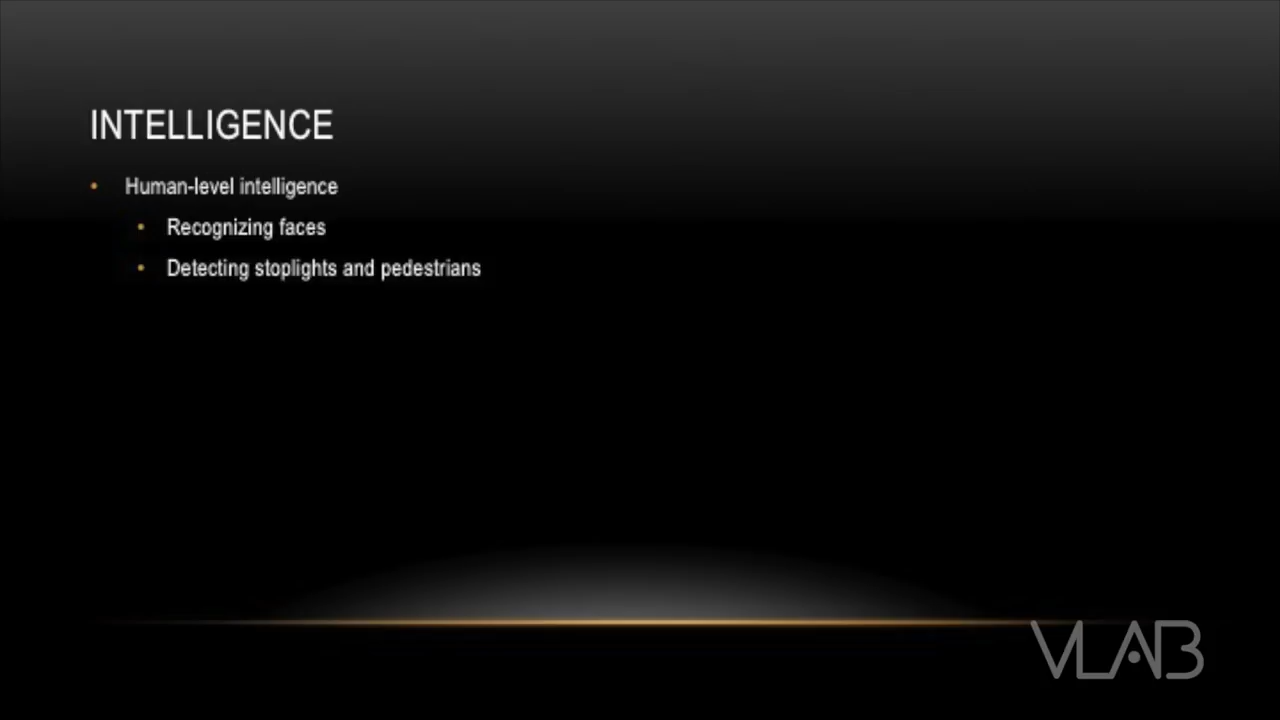 INTELLIGENCE
• Human-level intelligence
• Recognizing faces
• Detecting stoplights and pedestrians
VLAB